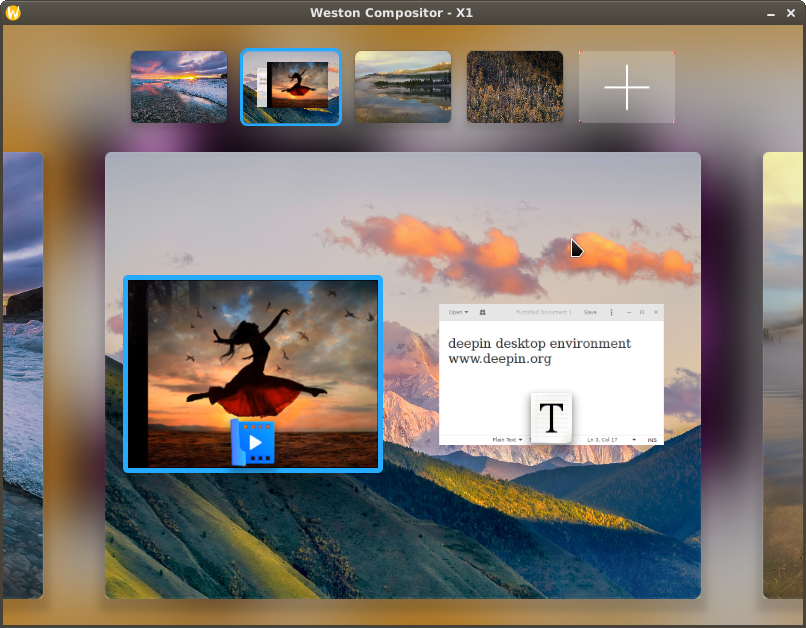 Weston Compositor - X1
Open
*Untitled Document 1
Save
deepin desktop environment
www.deepin.org
T
Plain Text
Ln 3, Col 17
INS